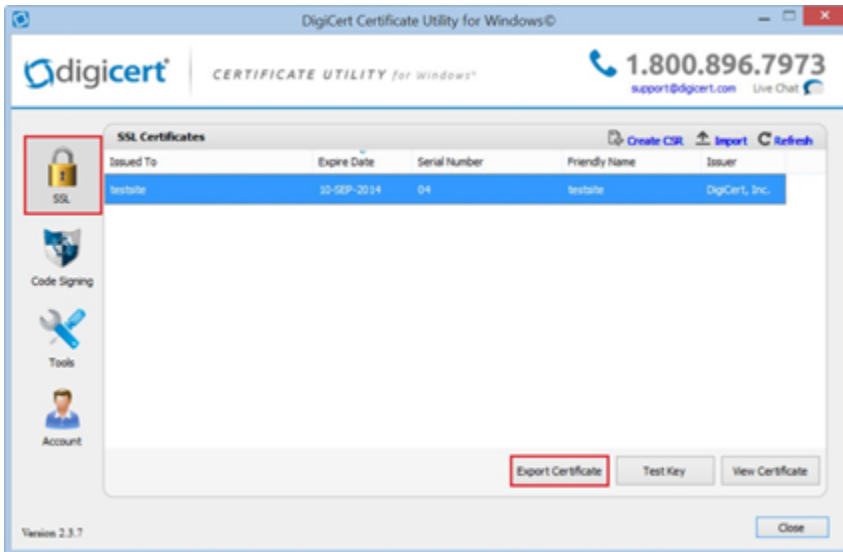 DigiCert Certificate Utility for Windows©
digicert® CERTIFICATE UTILITY for Windows®
1.800.896.7973
support@digicert.com Live Chat
SSL Certificates Create CSR Import Refresh
Issued To Expire Date Serial Number Friendly Name Issuer
testsite 10-SEP-2014 04 testsite DigiCert, Inc.
SSL
Code Signing
Tools
Account
Export Certificate Test Key View Certificate
Version 2.3.7 Close